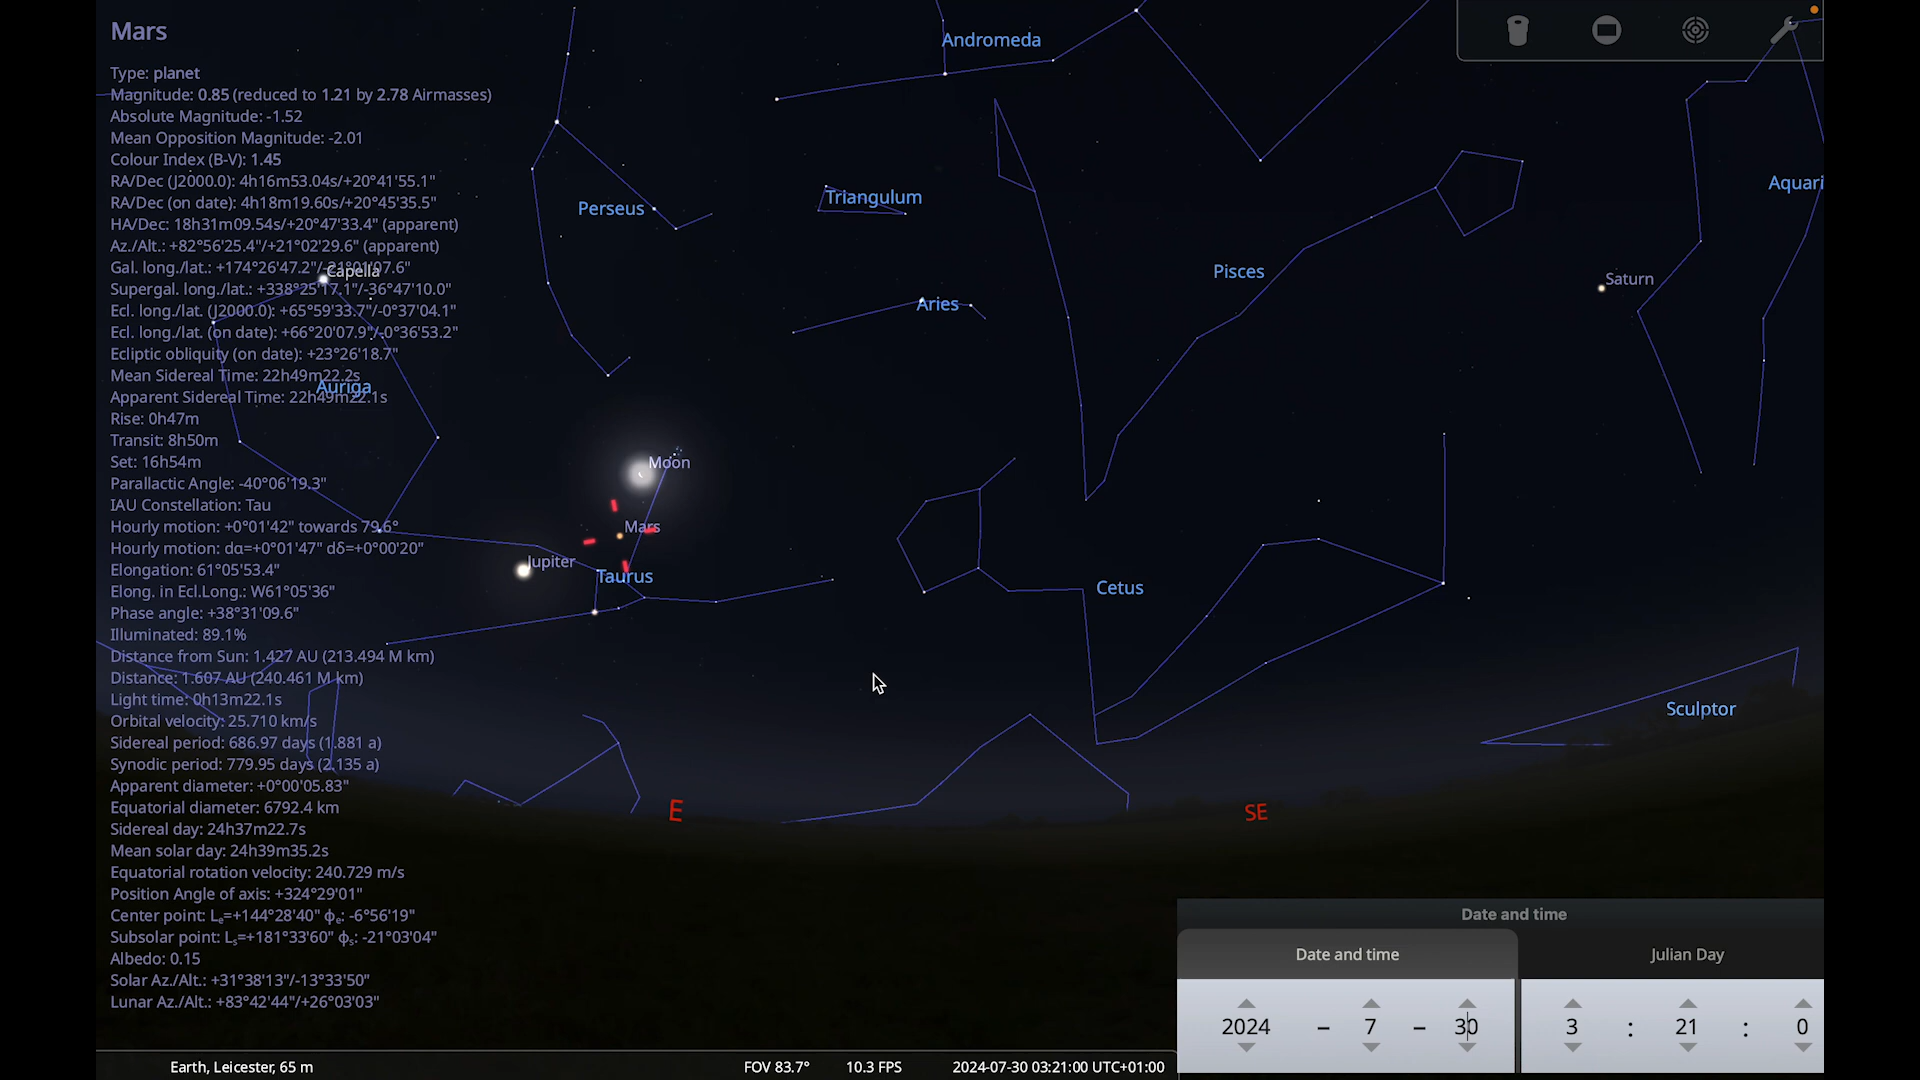 Mars
Type: planet
Magnitude: 0.85 (reduced to 1.21 by 2.78 Airmasses)
Absolute Magnitude: -1.52
Mean Opposition Magnitude: -2.01
Colour Index (B-V): 1.45
RA/Dec (J2000.0): 4h16m53.04s/+20°41'55.1"
RA/Dec (on date): 4h18m19.60s/+20°45'35.5"
HA/Dec: 18h31m09.54s/+20°47'33.4" (apparent)
Az./Alt.: +82°56'25.4"/+21°02'29.6" (apparent)
Gal. long./lat.: +174°26'47.2"/-21°01'07.6"
Supergal. long./lat.: +338°25'17.1"/-36°47'10.0"
Ecl. long./lat. (J2000.0): +65°59'33.7"/-0°37'04.1"
Ecl. long./lat. (on date): +66°20'07.9"/-0°36'53.2"
Ecliptic obliquity (on date): +23°26'18.7"
Mean Sidereal Time: 22h49m22.2s
Apparent Sidereal Time: 22h49m22.1s
Rise: 0h47m
Transit: 8h50m
Set: 16h54m
Parallactic Angle: -40°06'19.3"
IAU Constellation: Tau
Hourly motion: +0°01'42" towards 79.6°
Hourly motion: dα=+0°01'47" dδ=+0°00'20"
Elongation: 61°05'53.4"
Elong. in Ecl.Long.: W61°05'36"
Phase angle: +38°31'09.6"
Illuminated: 89.1%
Distance from Sun: 1.427 AU (213.494 M km)
Distance: 1.607 AU (240.461 M km)
Light time: 0h13m22.1s
Orbital velocity: 25.710 km/s
Sidereal period: 686.97 days (1.881 a)
Synodic period: 779.95 days (2.135 a)
Apparent diameter: +0°00'05.83"
Equatorial diameter: 6792.4 km
Sidereal day: 24h37m22.7s
Mean solar day: 24h39m35.2s
Equatorial rotation velocity: 240.729 m/s
Position Angle of axis: +324°29'01"
Center point: Lₑ=+144°28'40" ϕₑ: -6°56'19"
Subsolar point: Lₛ=+181°33'60" ϕₛ: -21°03'04"
Albedo: 0.15
Solar Az./Alt.: +31°38'13"/-13°33'50"
Lunar Az./Alt.: +83°42'44"/+26°03'03"
Andromeda
Aquari
Triangulum
Perseus
Pisces
Capella
Saturn
Aries
Auriga
Moon
Mars
Jupiter
Taurus
Cetus
Sculptor
E
SE
Date and time
Date and time
Julian Day
2024 – 7 – 30
3 : 21 : 0
Earth, Leicester, 65 m
FOV 83.7°
10.3 FPS
2024-07-30 03:21:00 UTC+01:00